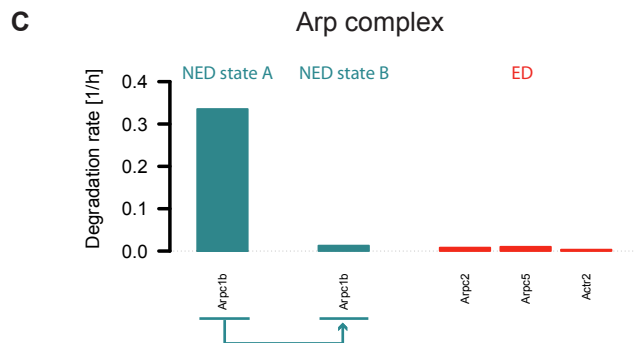 C
Arp complex
NED state A
NED state B
ED
Degradation rate [1/h]
0.4
0.3
0.2
0.1
0.0
Arpc1b
Arpc1b
Arpc2
Arpc5
Actr2